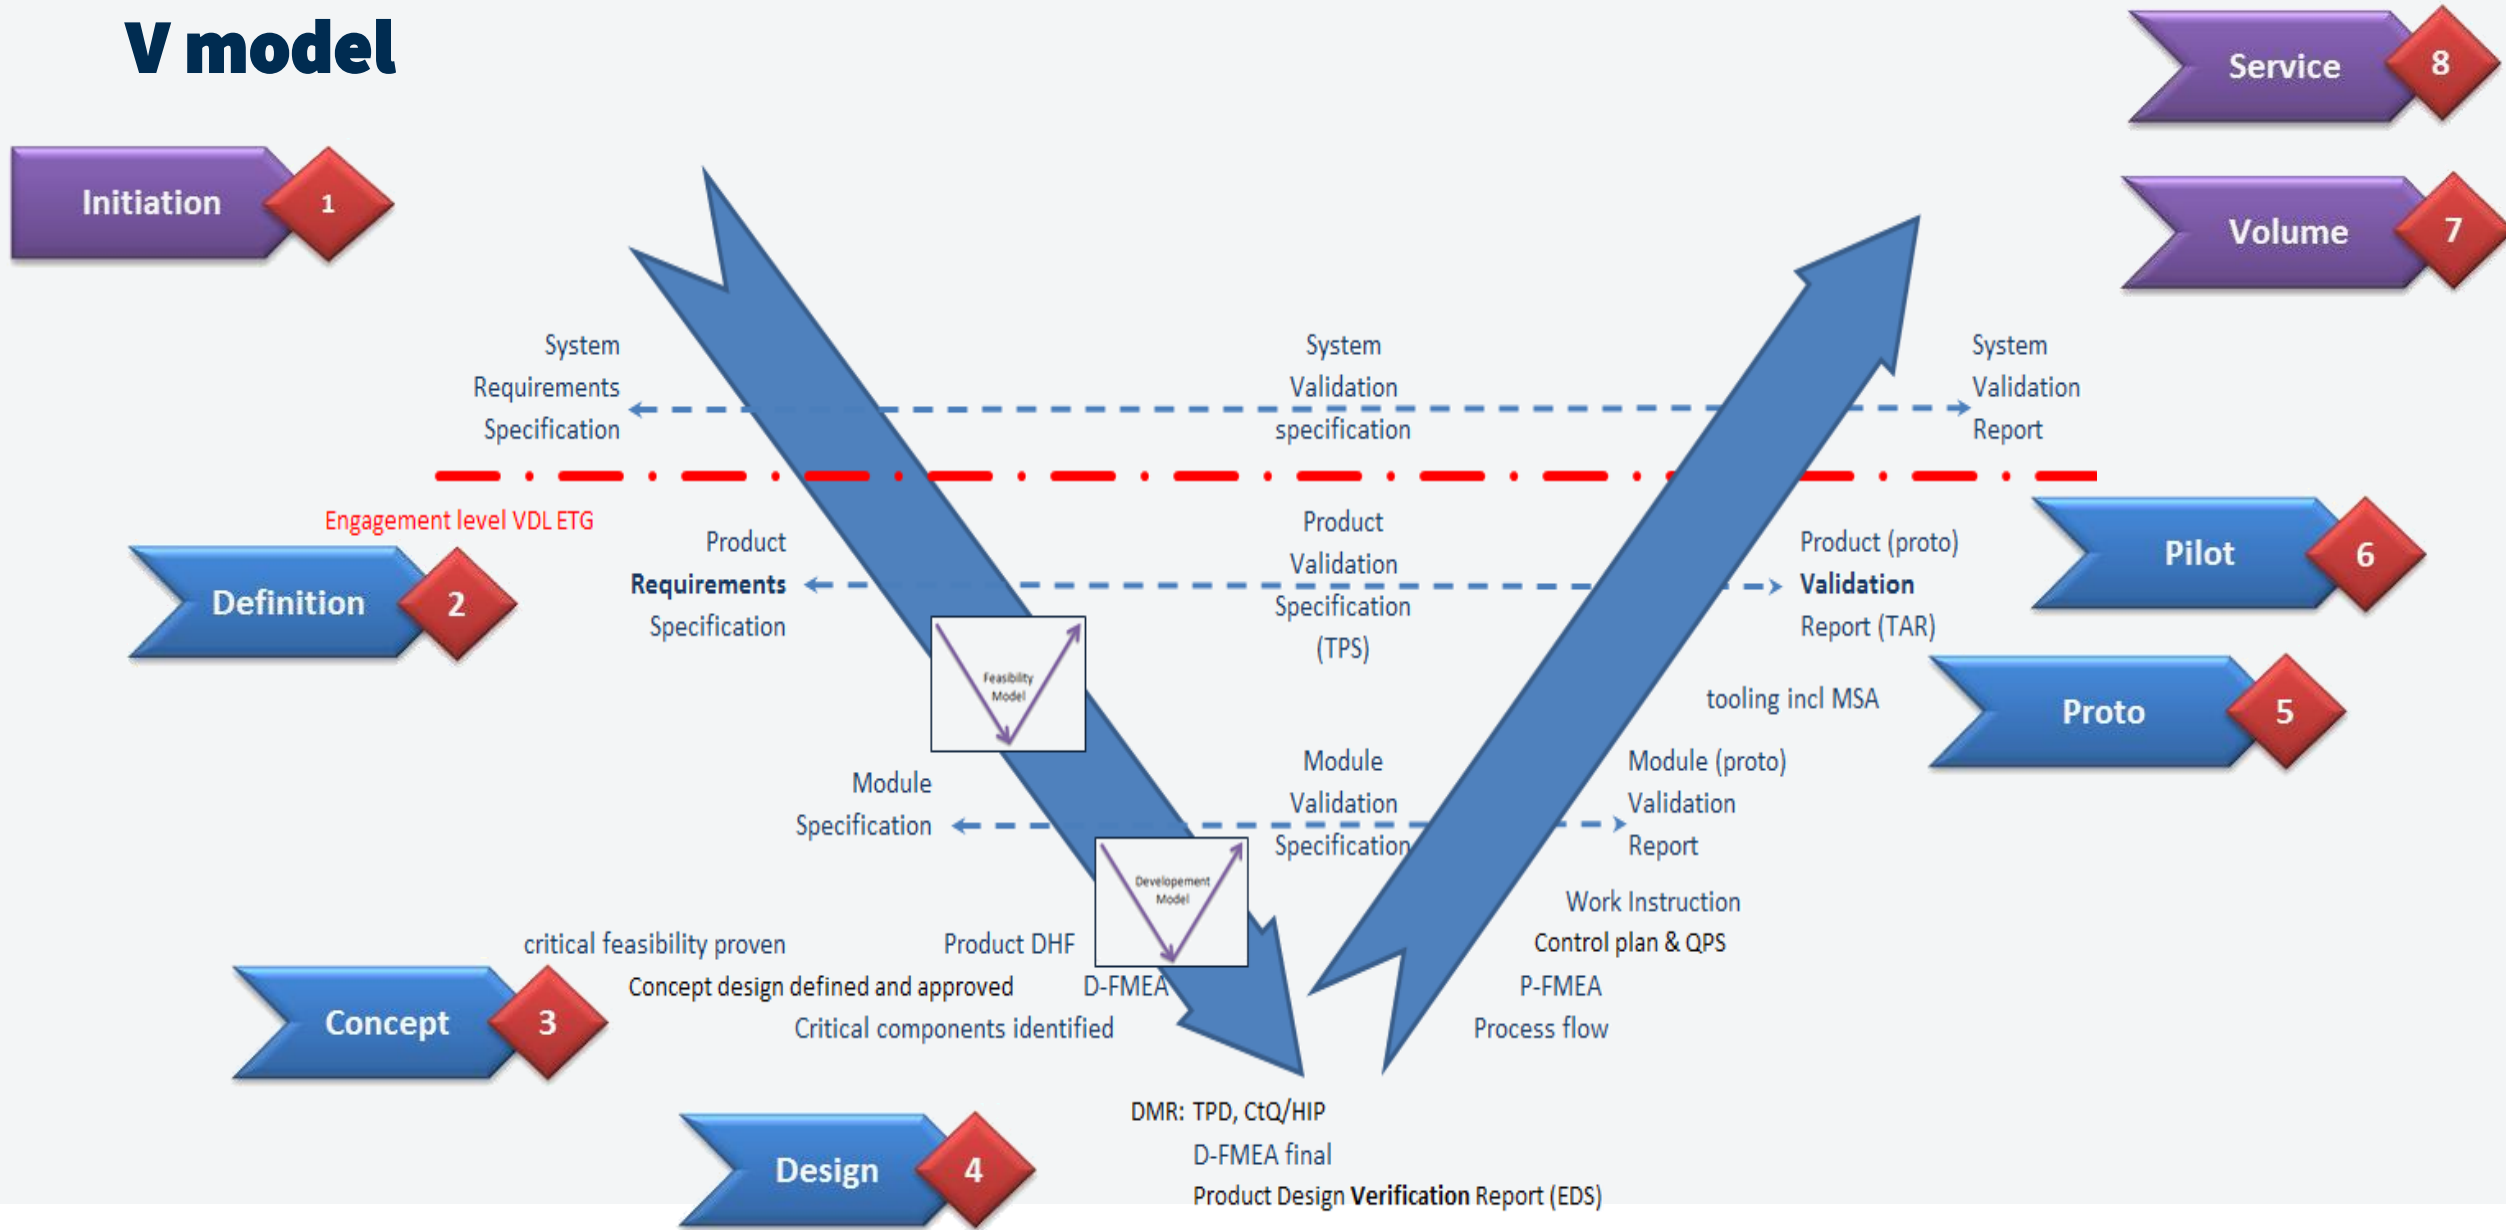 V model
Service
8
Initiation
1
Volume
7
System
Requirements
Specification
System
Validation
specification
System
Validation
Report
Engagement level VDL ETG
Definition
2
Product
Requirements
Specification
Product
Validation
Specification
(TPS)
Product (proto)
Validation
Report (TAR)
Pilot
6
Feasibility
Model
tooling incl MSA
Proto
5
Module
Specification
Module
Validation
Specification
Module (proto)
Validation
Report
Developement
Model
Work Instruction
Control plan & QPS
P-FMEA
Process flow
critical feasibility proven
Product DHF
Concept design defined and approved
D-FMEA
Critical components identified
Concept
3
DMR: TPD, CtQ/HIP
D-FMEA final
Product Design Verification Report (EDS)
Design
4